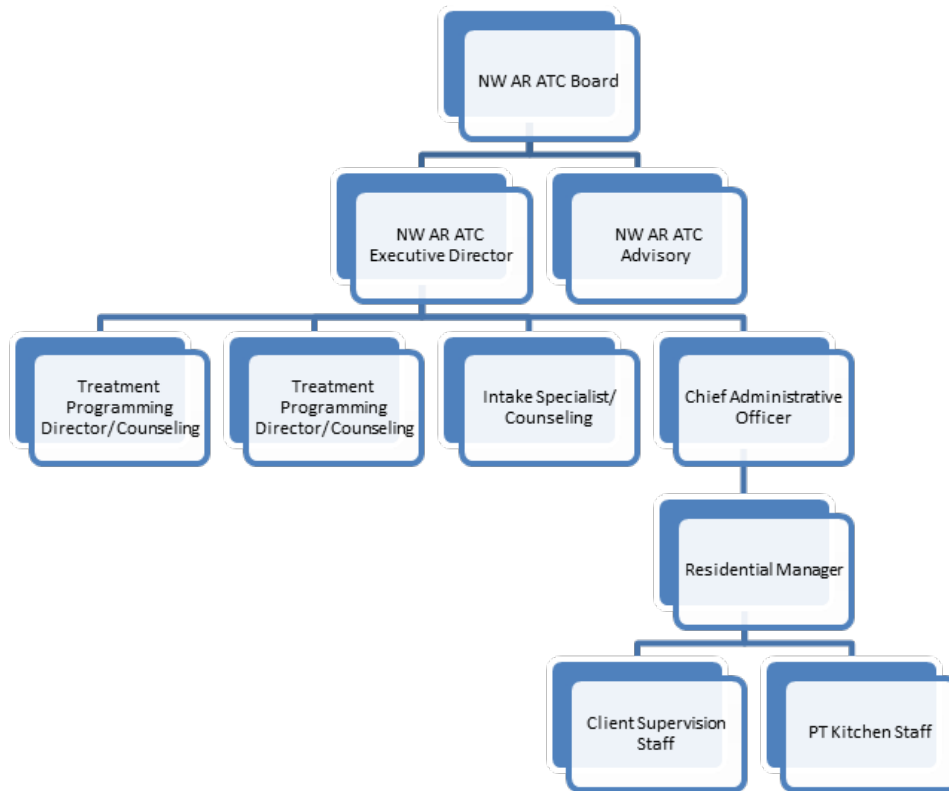 NW AR ATC Board
NW AR ATC
Executive Director
NW AR ATC
Advisory
Treatment
Programming
Director/Counseling
Treatment
Programming
Director/Counseling
Intake Specialist/
Counseling
Chief Administrative
Officer
Residential Manager
Client Supervision
Staff
PT Kitchen Staff